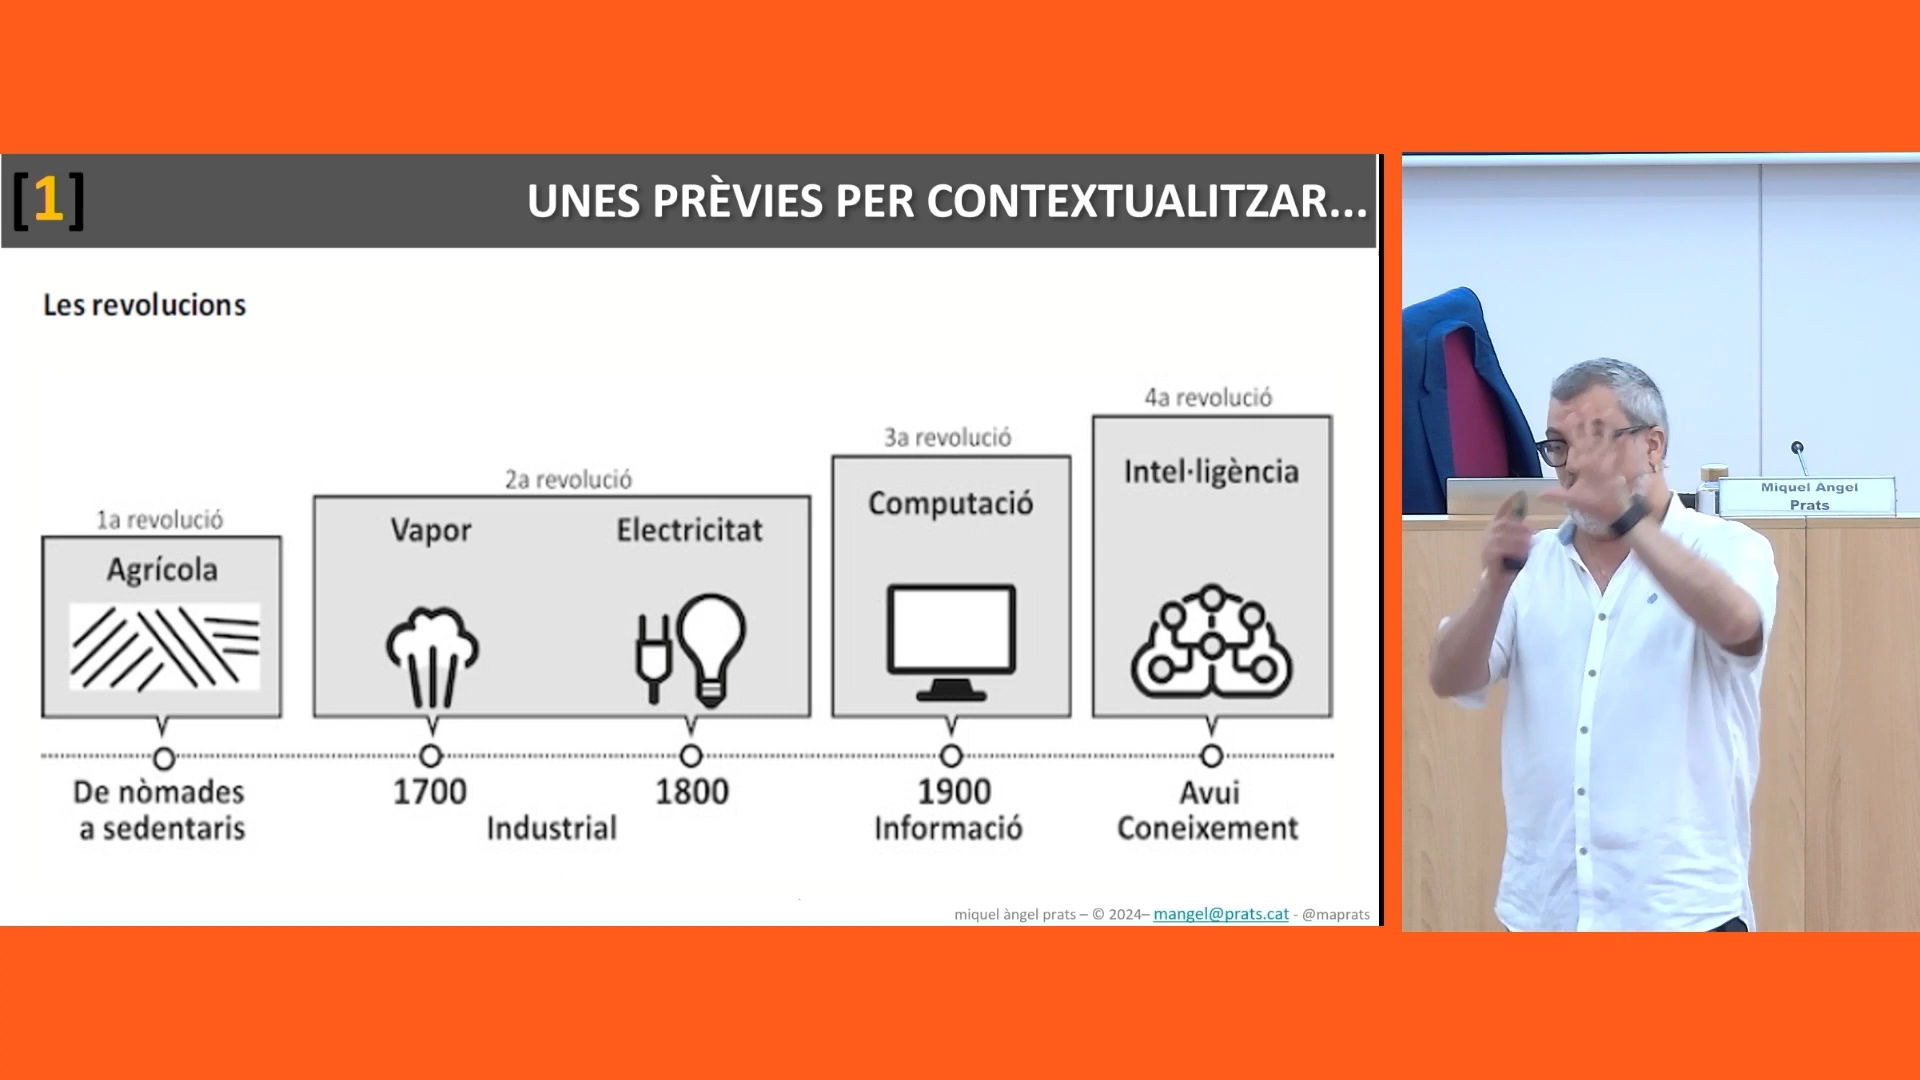 [1]
UNES PRÈVIES PER CONTEXTUALITZAR...
Les revolucions
1a revolució
Agrícola
De nòmades
a sedentaris
2a revolució
Vapor
Electricitat
1700
1800
Industrial
3a revolució
Computació
1900
Informació
4a revolució
Intel·ligència
Avui
Coneixement
miquel àngel prats – © 2024– mangel@prats.cat - @maprats
Miquel Àngel
Prats